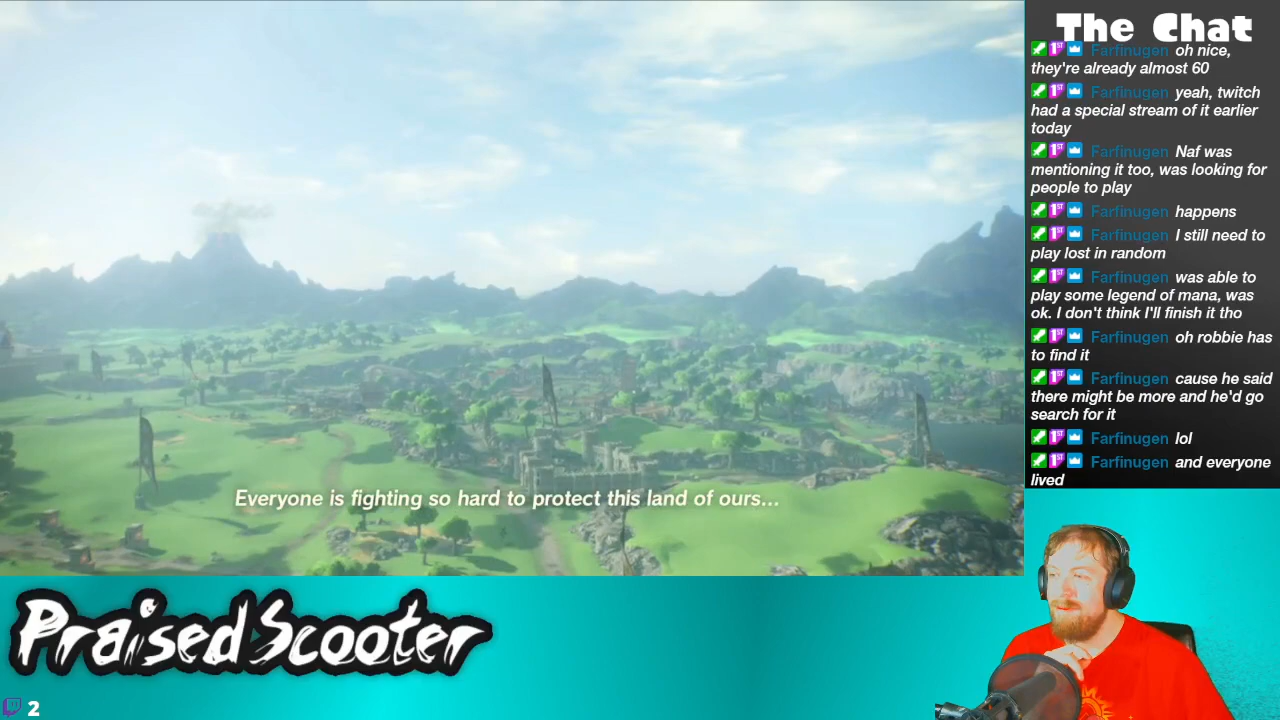 The Chat
Farfinugen oh nice,
they're already almost 60
Farfinugen yeah, twitch
had a special stream of it earlier
today
Farfinugen Naf was
mentioning it too, was looking for
people to play
Farfinugen happens
Farfinugen I still need to
play lost in random
Farfinugen was able to
play some legend of mana, was
ok. I don't think I'll finish it tho
Farfinugen oh robbie has
to find it
Farfinugen cause he said
there might be more and he'd go
search for it
Farfinugen lol
Farfinugen and everyone
lived
Everyone is fighting so hard to protect this land of ours...
PraisedScooter
2